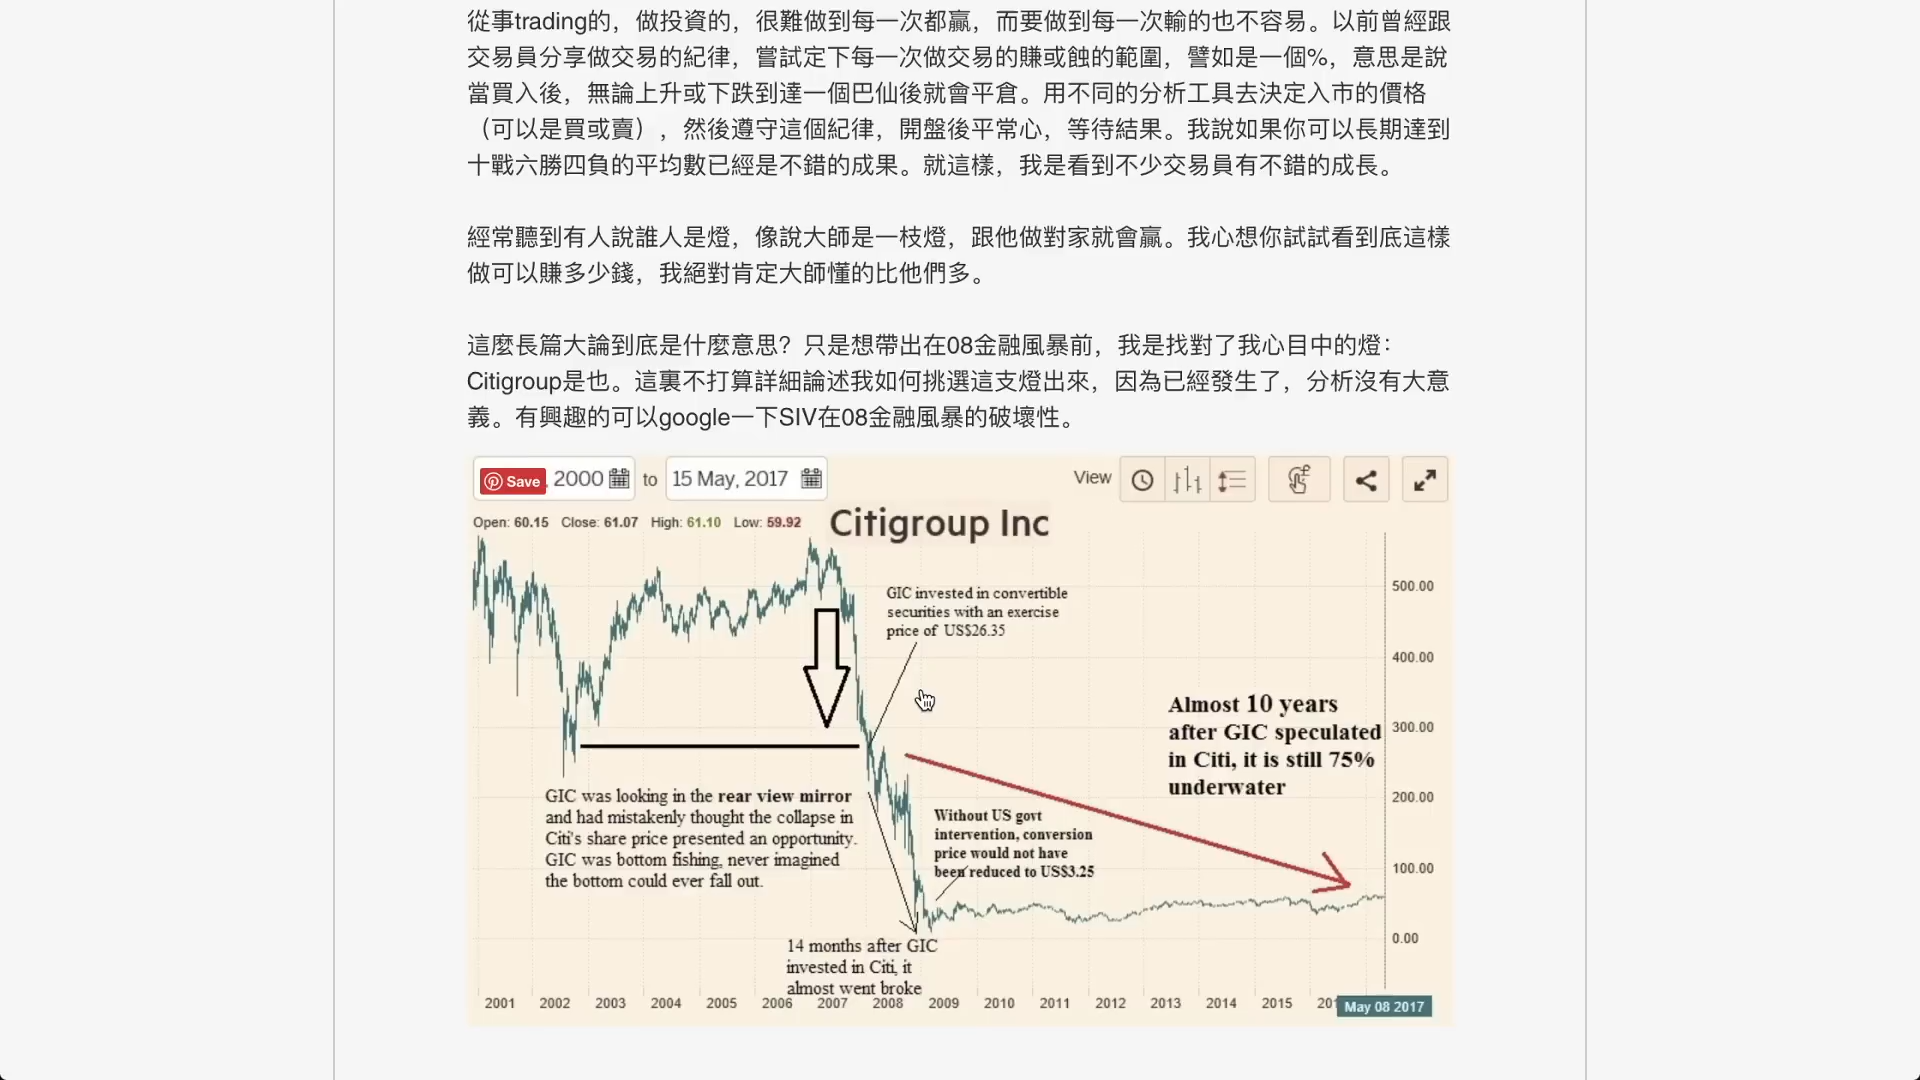 從事trading的，做投資的，很難做到每一次都贏，而要做到每一次輸的也不容易。以前曾經跟
交易員分享做交易的紀律，嘗試定下每一次做交易的賺或蝕的範圍，譬如是一個%，意思是說
當買入後，無論上升或下跌到達一個巴仙後就會平倉。用不同的分析工具去決定入市的價格
（可以是買或賣），然後遵守這個紀律，開盤後平常心，等待結果。我說如果你可以長期達到
十戰六勝四負的平均數已經是不錯的成果。就這樣，我是看到不少交易員有不錯的成長。
經常聽到有人說誰人是燈，像說大師是一枝燈，跟他做對家就會贏。我心想你試試看到底這樣
做可以賺多少錢，我絕對肯定大師懂的比他們多。
這麼長篇大論到底是什麼意思？只是想帶出在08金融風暴前，我是找對了我心目中的燈：
Citigroup是也。這裏不打算詳細論述我如何挑選這支燈出來，因為已經發生了，分析沒有大意
義。有興趣的可以google一下SIV在08金融風暴的破壞性。
Save , 2000 to 15 May, 2017 View
Open: 60.15 Close: 61.07 High: 61.10 Low: 59.92
Citigroup Inc
GIC invested in convertible
securities with an exercise
price of US$26.35
500.00
400.00
300.00
200.00
100.00
0.00
Almost 10 years
after GIC speculated
in Citi, it is still 75%
underwater
GIC was looking in the rear view mirror
and had mistakenly thought the collapse in
Citi's share price presented an opportunity.
GIC was bottom fishing, never imagined
the bottom could ever fall out.
Without US govt
intervention, conversion
price would not have
been reduced to US$3.25
14 months after GIC
invested in Citi, it
almost went broke
2001 2002 2003 2004 2005 2006 2007 2008 2009 2010 2011 2012 2013 2014 2015 201 May 08 2017